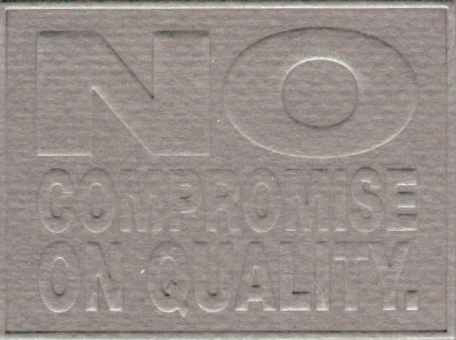 NO
COMPROMISE
ON QUALITY.